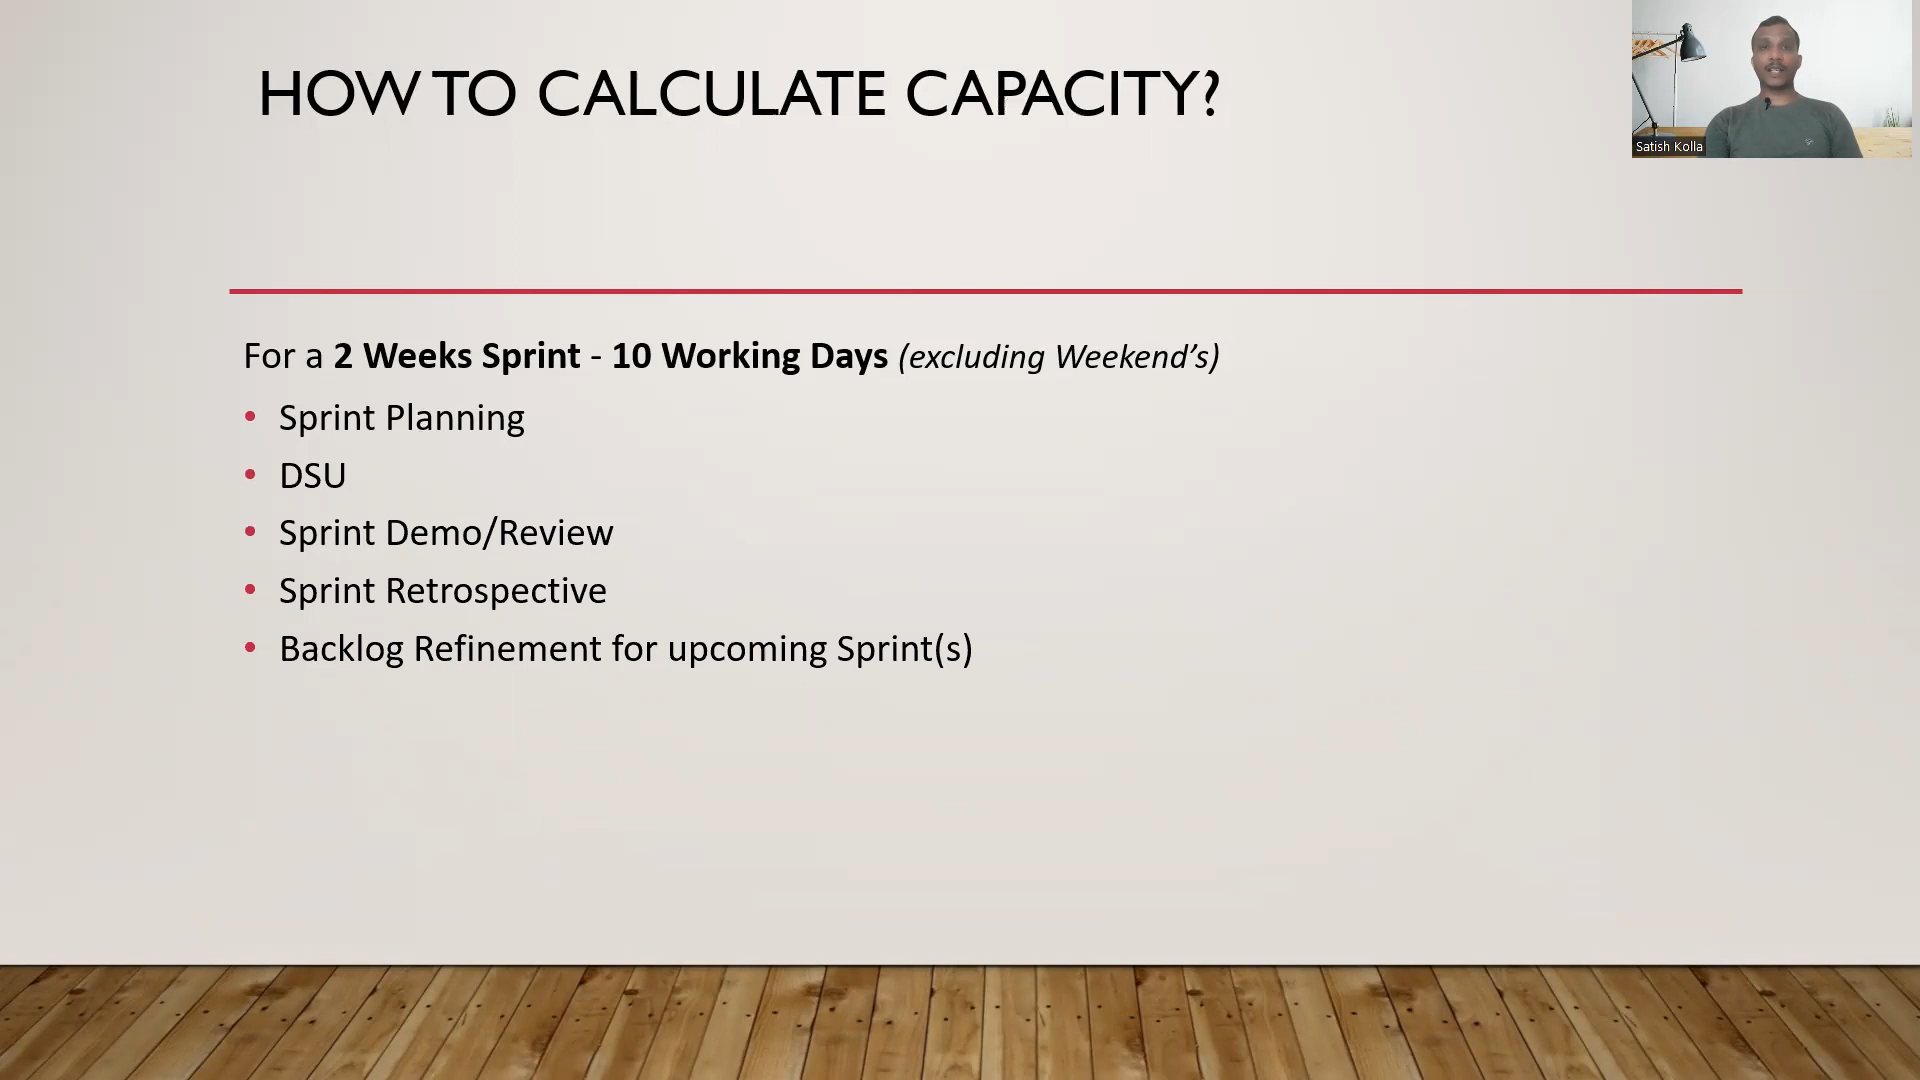 HOW TO CALCULATE CAPACITY?
Satish Kolla
For a 2 Weeks Sprint - 10 Working Days (excluding Weekend’s)
• Sprint Planning
• DSU
• Sprint Demo/Review
• Sprint Retrospective
• Backlog Refinement for upcoming Sprint(s)